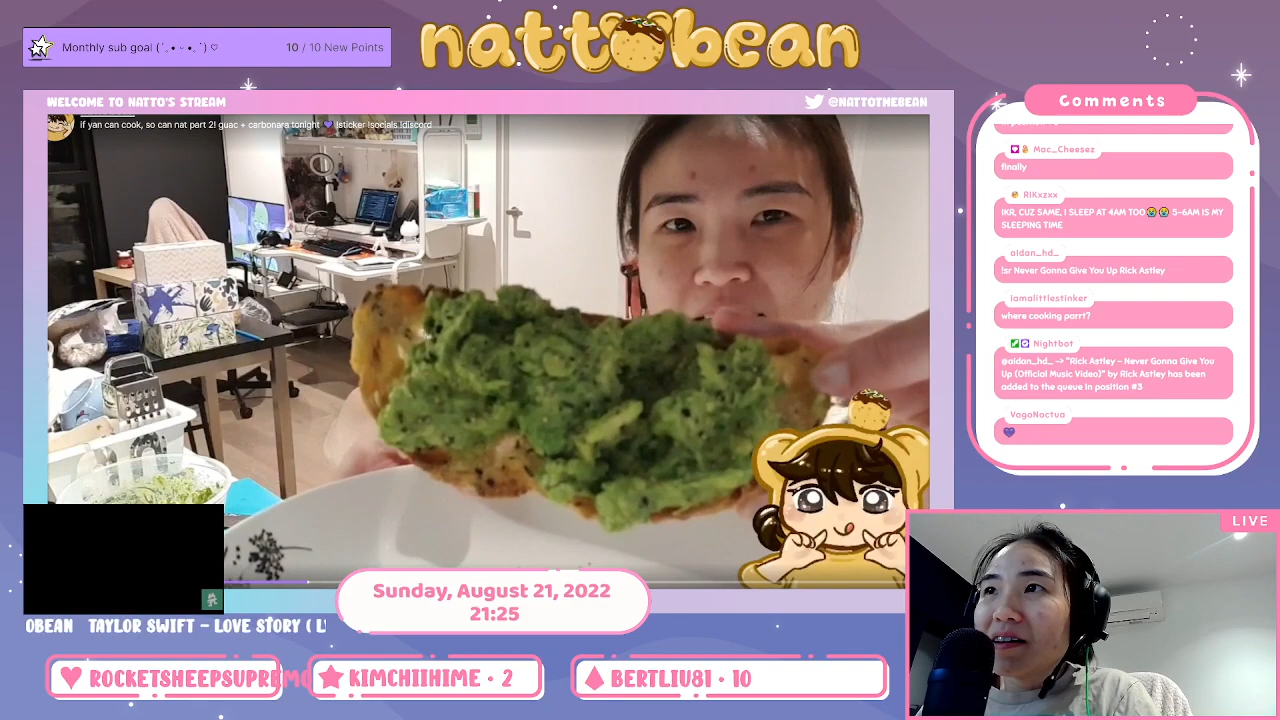 Monthly sub goal (´｡• ᵕ •｡`) ♡
10 / 10 New Points
nattobean
WELCOME TO NATTO'S STREAM
@NATTOTHEBEAN
if yan can cook, so can nat part 2! guac + carbonara tonight 💜 !sticker !socials !discord
Comments
Mac_Cheesez
finally
RIKxzxx
IKR, CUZ SAME, I SLEEP AT 4AM TOO😭😭 5-6AM IS MY
SLEEPING TIME
aidan_hd_
!sr Never Gonna Give You Up Rick Astley
iamalittlestinker
where cooking parrt?
Nightbot
@aidan_hd_ -> "Rick Astley - Never Gonna Give You
Up (Official Music Video)" by Rick Astley has been
added to the queue in position #3
VagoNoctua
💜
LIVE
Sunday, August 21, 2022
21:25
OBEAN TAYLOR SWIFT - LOVE STORY ( L
ROCKETSHEEPSUPREMO
KIMCHIIHIME · 2
BERTLIU81 · 10